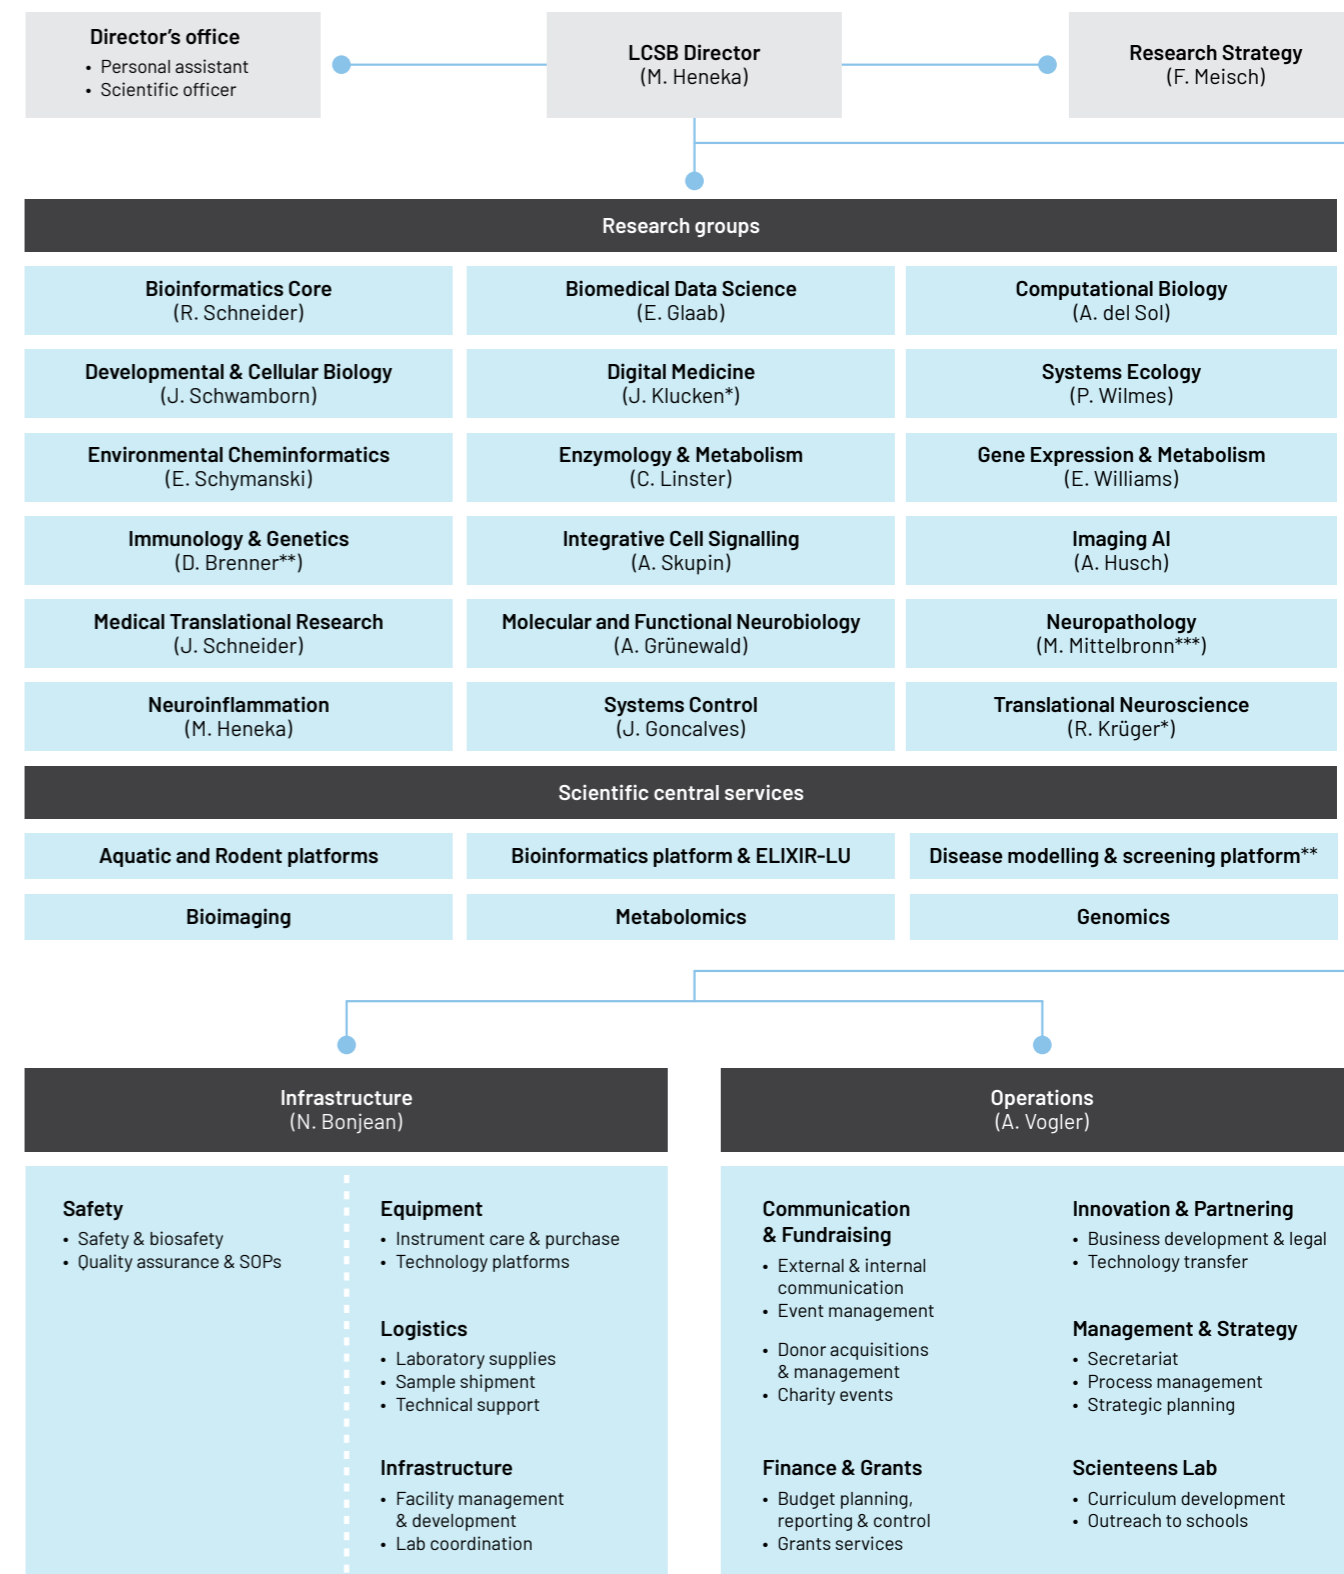 Director's office
• Personal assistant
• Scientific officer
LCSB Director
(M. Heneka)
Research Strategy
(F. Meisch)
Research groups
Bioinformatics Core
(R. Schneider)
Biomedical Data Science
(E. Glaab)
Computational Biology
(A. del Sol)
Developmental & Cellular Biology
(J. Schwamborn)
Digital Medicine
(J. Klucken*)
Systems Ecology
(P. Wilmes)
Environmental Cheminformatics
(E. Schymanski)
Enzymology & Metabolism
(C. Linster)
Gene Expression & Metabolism
(E. Williams)
Immunology & Genetics
(D. Brenner**)
Integrative Cell Signalling
(A. Skupin)
Imaging AI
(A. Husch)
Medical Translational Research
(J. Schneider)
Molecular and Functional Neurobiology
(A. Grünewald)
Neuropathology
(M. Mittelbronn***)
Neuroinflammation
(M. Heneka)
Systems Control
(J. Goncalves)
Translational Neuroscience
(R. Krüger*)
Scientific central services
Aquatic and Rodent platforms
Bioinformatics platform & ELIXIR-LU
Disease modelling & screening platform**
Bioimaging
Metabolomics
Genomics
Infrastructure
(N. Bonjean)
Safety
• Safety & biosafety
• Quality assurance & SOPs
Equipment
• Instrument care & purchase
• Technology platforms
Logistics
• Laboratory supplies
• Sample shipment
• Technical support
Infrastructure
• Facility management
& development
• Lab coordination
Operations
(A. Vogler)
Communication
& Fundraising
• External & internal
communication
• Event management
• Donor acquisitions
& management
• Charity events
Finance & Grants
• Budget planning,
reporting & control
• Grants services
Innovation & Partnering
• Business development & legal
• Technology transfer
Management & Strategy
• Secretariat
• Process management
• Strategic planning
Scienteens Lab
• Curriculum development
• Outreach to schools